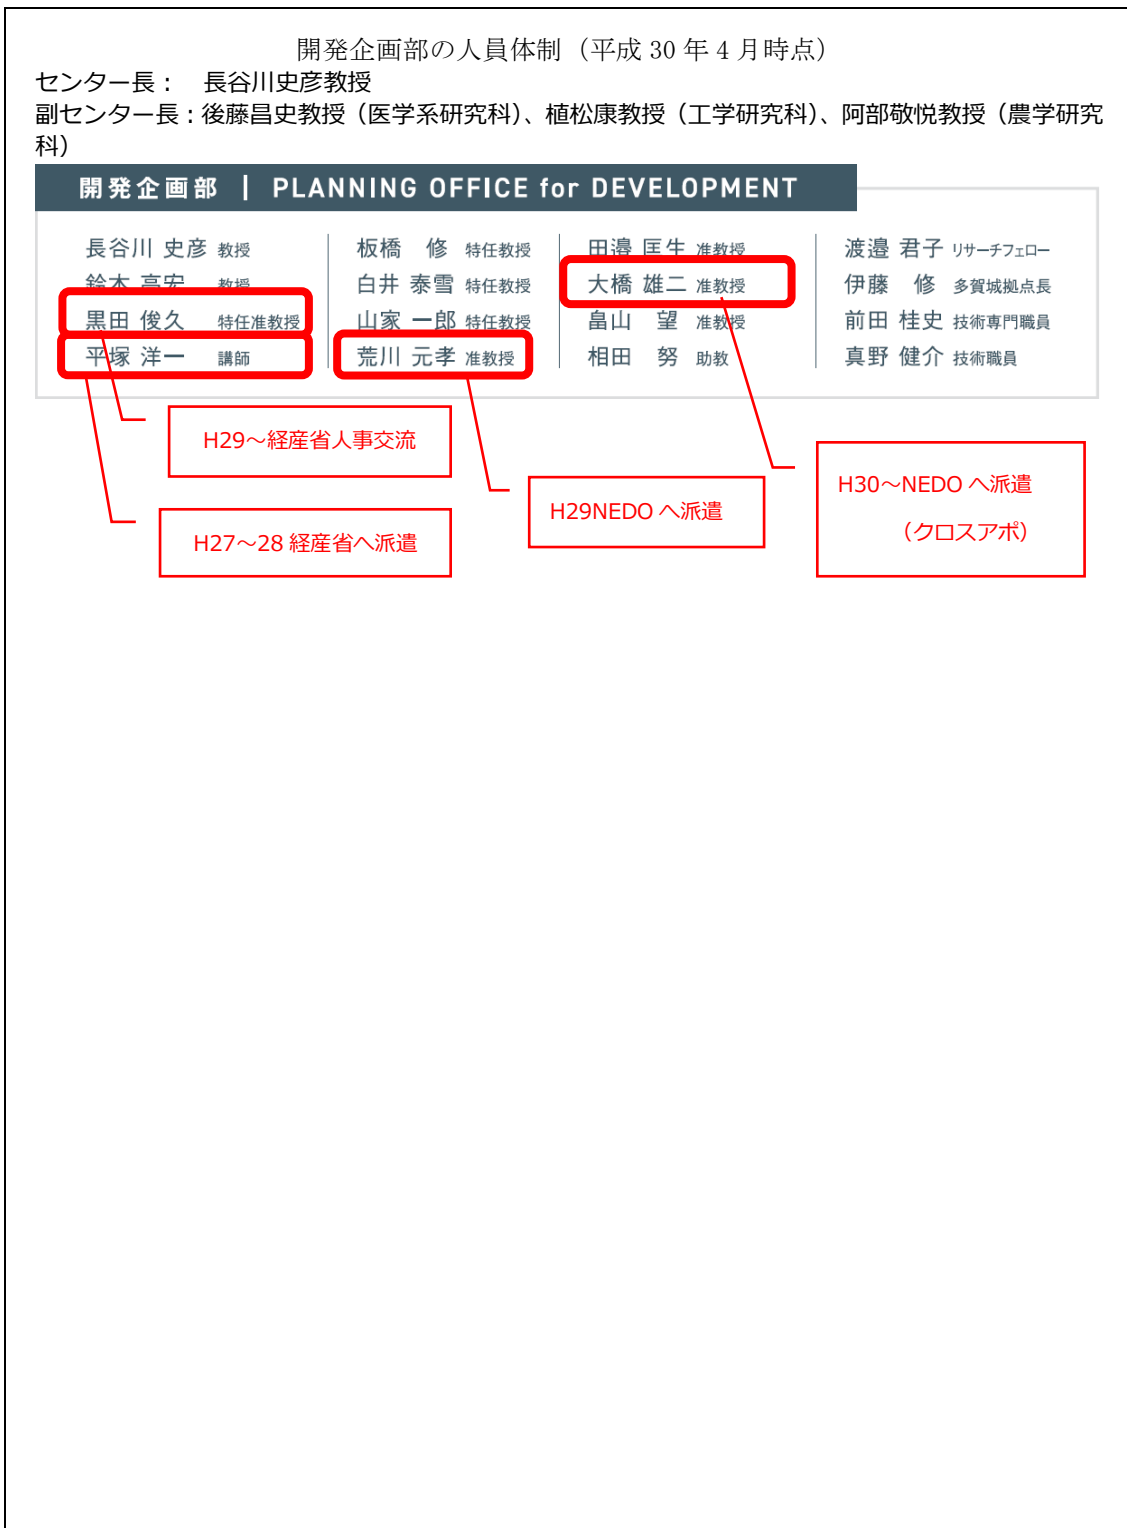 開発企画部の人員体制（平成 30 年 4 月時点）
センター長： 長谷川史彦教授
副センター長：後藤昌史教授（医学系研究科）、植松康教授（工学研究科）、阿部敬悦教授（農学研究
科）
開発企画部 | PLANNING OFFICE for DEVELOPMENT
長谷川 史彦 教授
鈴木 高宏 教授
黒田 俊久 特任准教授
平塚 洋一 講師
板橋 修 特任教授
白井 泰雪 特任教授
山家 一郎 特任教授
荒川 元孝 准教授
田邉 匡生 准教授
大橋 雄二 准教授
畠山 望 准教授
相田 努 助教
渡邉 君子 リサーチフェロー
伊藤 修 多賀城拠点長
前田 桂史 技術専門職員
真野 健介 技術職員
H29～経産省人事交流
H27～28 経産省へ派遣
H29NEDO へ派遣
H30～NEDO へ派遣
（クロスアポ）